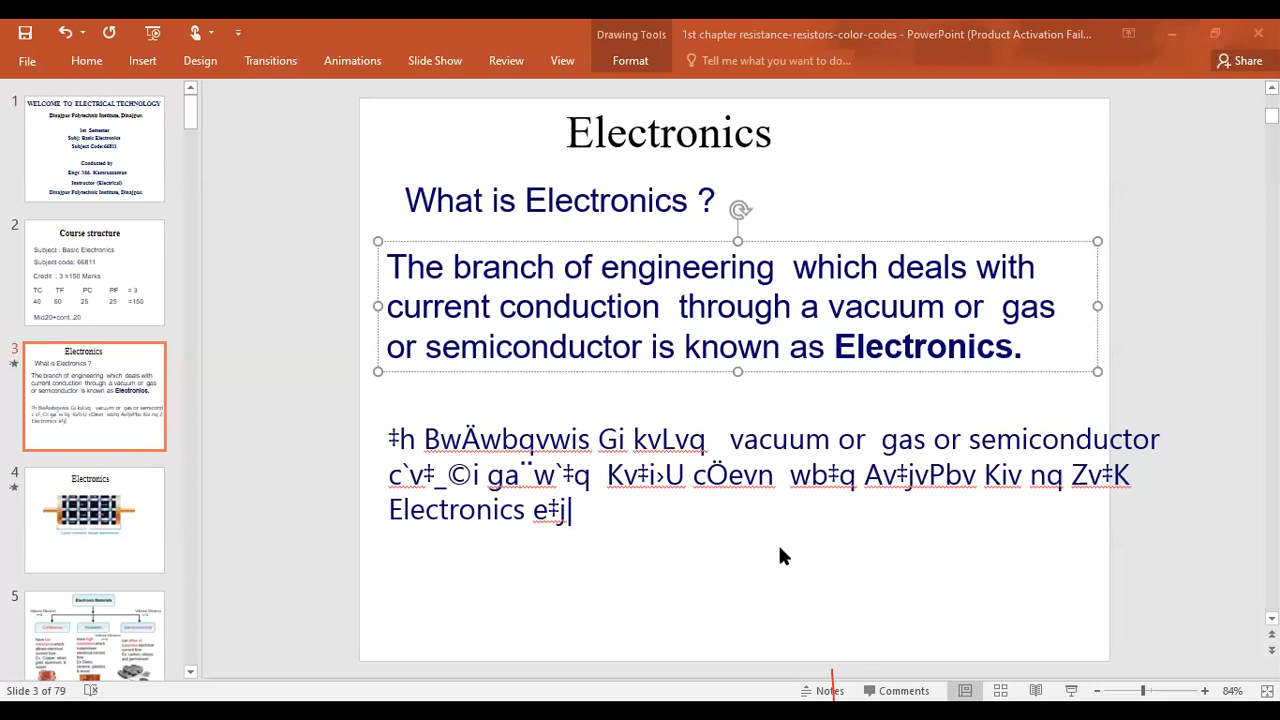 Drawing Tools
1st chapter resistance-resistors-color-codes - PowerPoint (Product Activation Fail...
File
Home
Insert
Design
Transitions
Animations
Slide Show
Review
View
Format
Tell me what you want to do...
Share
1
WELCOME TO ELECTRICAL TECHNOLOGY
Dinajpur Polytechnic Institute, Dinajpur.
1st Semester
Subj: Basic Electronics
Subject Code:66811
Conducted by
Engr. Md. Kamruzzaman
Instructor (Electrical)
Dinajpur Polytechnic Institute, Dinajpur.
2
Course structure
Subject : Basic Electronics
Subject code: 66811
Credit : 3 =150 Marks
TC TF PC PF = 3
40 60 25 25 =150
Mid20+cont..20
3
Electronics
What is Electronics ?
The branch of engineering which deals with
current conduction through a vacuum or gas
or semiconductor is known as Electronics.
4
Electronics
5
Electronic Materials
Electronics
What is Electronics ?
The branch of engineering which deals with
current conduction through a vacuum or gas
or semiconductor is known as Electronics.
‡h BwÄwbqvwis Gi kvLvq vacuum or gas or semiconductor
c`v‡_©i ga¨w`‡q Kv‡i›U cÖevn wb‡q Av‡jvPbv Kiv nq Zv‡K
Electronics e‡j|
Slide 3 of 79
Notes
Comments
84%